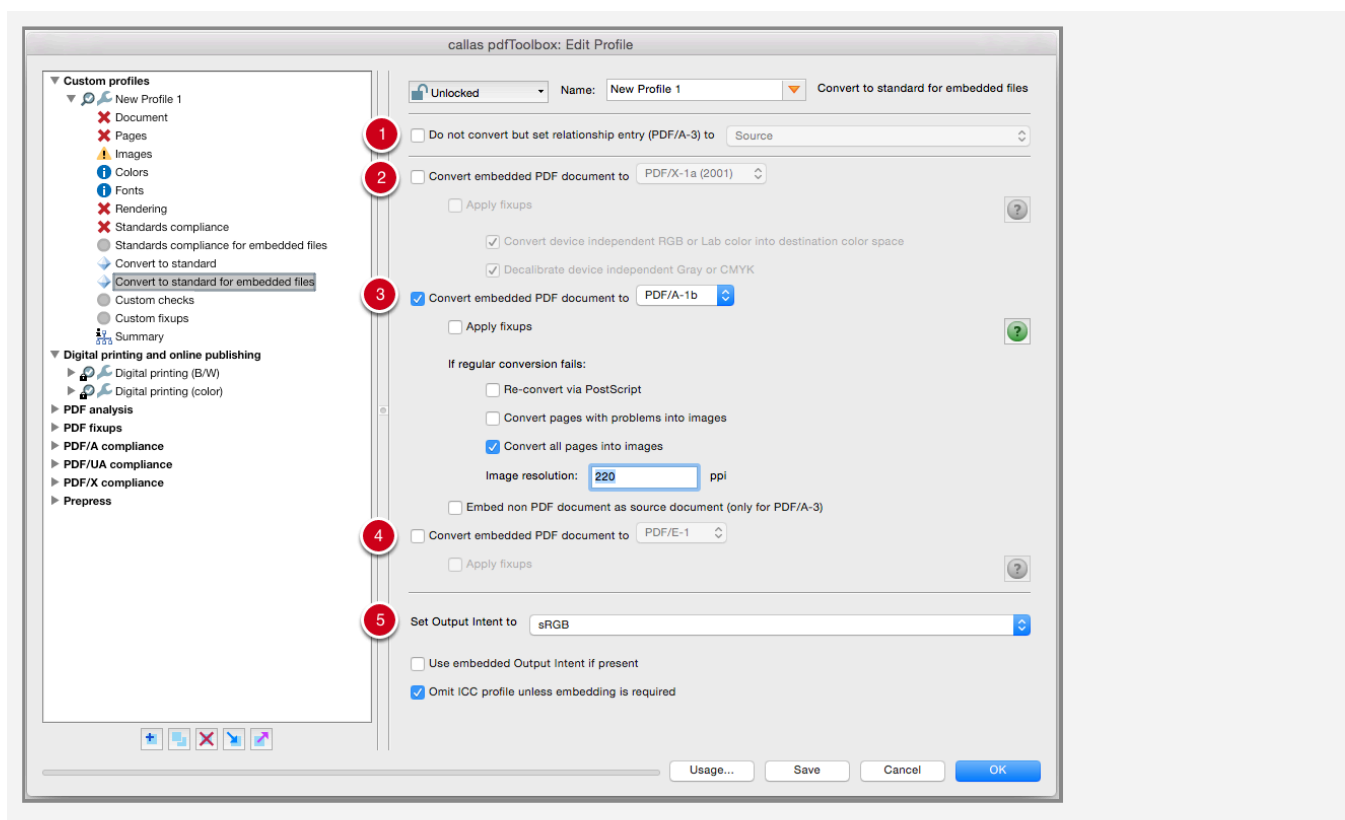 callas pdfToolbox: Edit Profile
Custom profiles
New Profile 1
Document
Pages
Images
Colors
Fonts
Rendering
Standards compliance
Standards compliance for embedded files
Convert to standard
Convert to standard for embedded files
Custom checks
Custom fixups
Summary
Digital printing and online publishing
Digital printing (B/W)
Digital printing (color)
PDF analysis
PDF fixups
PDF/A compliance
PDF/UA compliance
PDF/X compliance
Prepress
Unlocked Name: New Profile 1 Convert to standard for embedded files
1 Do not convert but set relationship entry (PDF/A-3) to Source
2 Convert embedded PDF document to PDF/X-1a (2001)
Apply fixups ?
Convert device independent RGB or Lab color into destination color space
Decalibrate device independent Gray or CMYK
3 Convert embedded PDF document to PDF/A-1b
Apply fixups ?
If regular conversion fails:
Re-convert via PostScript
Convert pages with problems into images
Convert all pages into images
Image resolution: 220 ppi
Embed non PDF document as source document (only for PDF/A-3)
4 Convert embedded PDF document to PDF/E-1
Apply fixups ?
5 Set Output Intent to sRGB
Use embedded Output Intent if present
Omit ICC profile unless embedding is required
Usage... Save Cancel OK